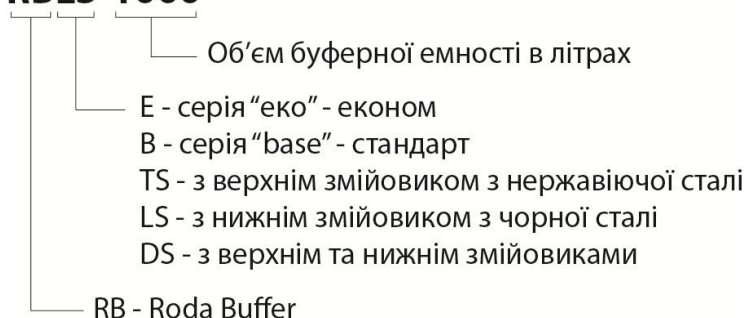 Об’єм буферної емності в літрах
E - серія “еко” - економ
B - серія “base” - стандарт
TS - з верхнім змійовиком з нержавіючої сталі
LS - з нижнім змійовиком з чорної сталі
DS - з верхнім та нижнім змійовиками
RB - Roda Buffer